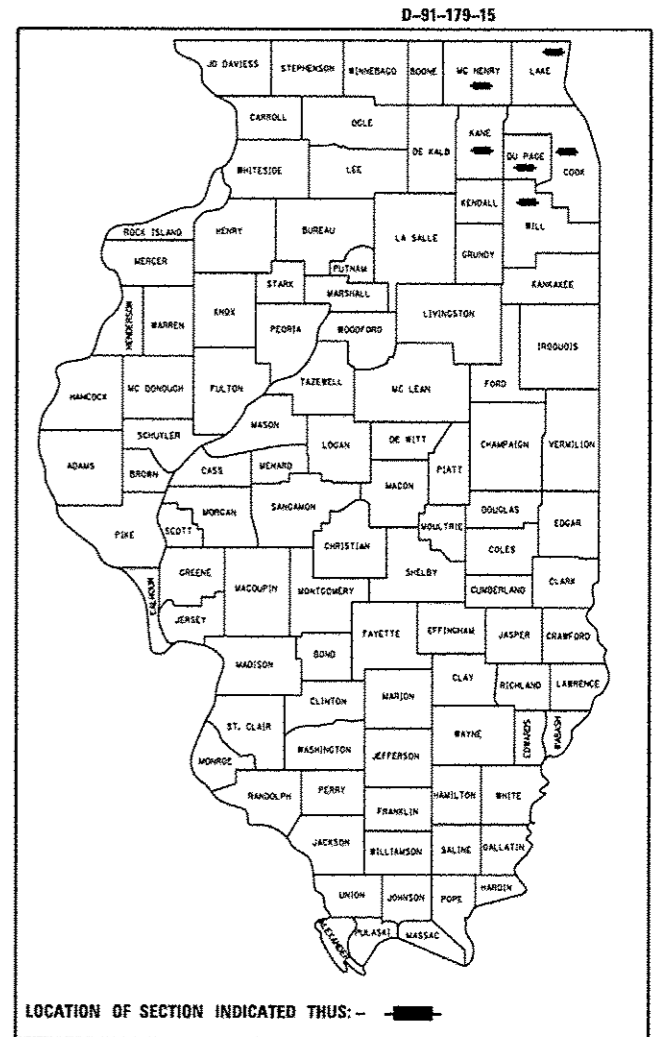 D-91-179-15
JO DAVIESS
STEPHENSON
WINNEBAGO
BOONE
MC HENRY
LAKE
CARROLL
OGLE
KANE
DE KALB
DU PAGE
COOK
WHITESIDE
LEE
KENDALL
WILL
ROCK ISLAND
HENRY
BUREAU
LA SALLE
GRUNDY
MERCER
PUTNAM
STARK
MARSHALL
KANKAKEE
HENDERSON
WARREN
KNOX
PEORIA
WOODFORD
LIVINGSTON
IROQUOIS
HANCOCK
MC DONOUGH
FULTON
TAZEWELL
MC LEAN
FORD
MASON
SCHUYLER
LOGAN
DE WITT
CHAMPAIGN
VERMILION
ADAMS
BROWN
CASS
MENARD
PIATT
MACON
MORGAN
SANGAMON
DOUGLAS
EDGAR
PIKE
SCOTT
CHRISTIAN
MOULTRIE
COLES
SHELBY
GREENE
MACOUPIN
MONTGOMERY
CUMBERLAND
CLARK
CALHOUN
JERSEY
FAYETTE
EFFINGHAM
JASPER
CRAWFORD
BOND
MADISON
CLAY
RICHLAND
LAWRENCE
CLINTON
MARION
ST. CLAIR
WAYNE
EDWARDS
WABASH
WASHINGTON
MONROE
JEFFERSON
RANDOLPH
PERRY
HAMILTON
WHITE
FRANKLIN
JACKSON
WILLIAMSON
SALINE
GALLATIN
UNION
JOHNSON
POPE
HARDIN
ALEXANDER
PULASKI
MASSAC
LOCATION OF SECTION INDICATED THUS: -